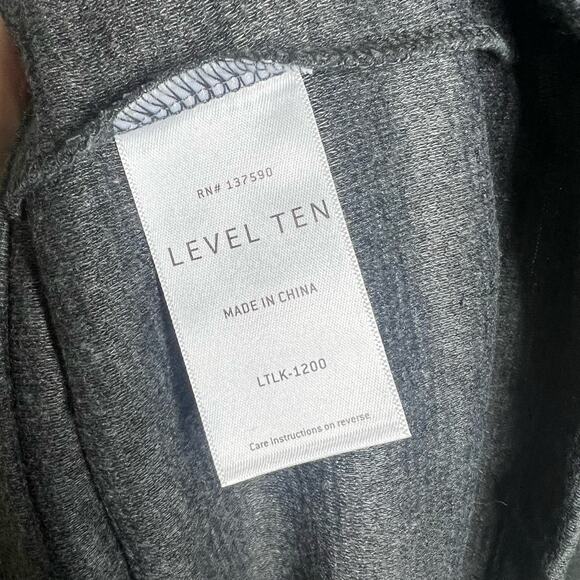 RN# 137590
LEVEL TEN
MADE IN CHINA
LTLK-1200
Care Instructions on reverse